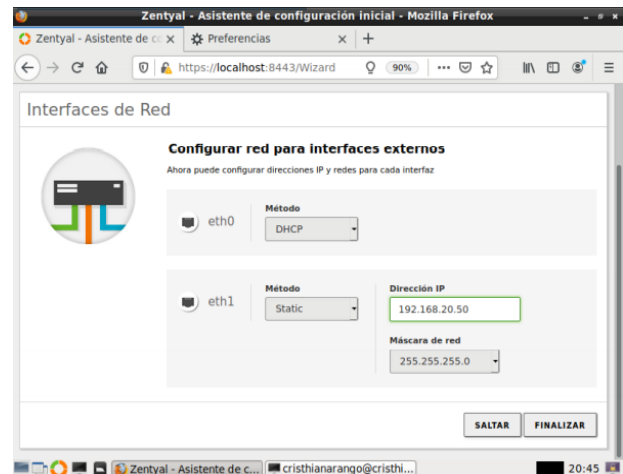 Zentyal - Asistente de configuración inicial - Mozilla Firefox
Zentyal - Asistente de co
Preferencias
https://localhost:8443/Wizard
90%
Interfaces de Red
Configurar red para interfaces externos
Ahora puede configurar direcciones IP y redes para cada interfaz
eth0
Método
DHCP
eth1
Método
Static
Dirección IP
192.168.20.50
Máscara de red
255.255.255.0
SALTAR
FINALIZAR
Zentyal - Asistente de c...
cristhianarango@cristhi...
20:45